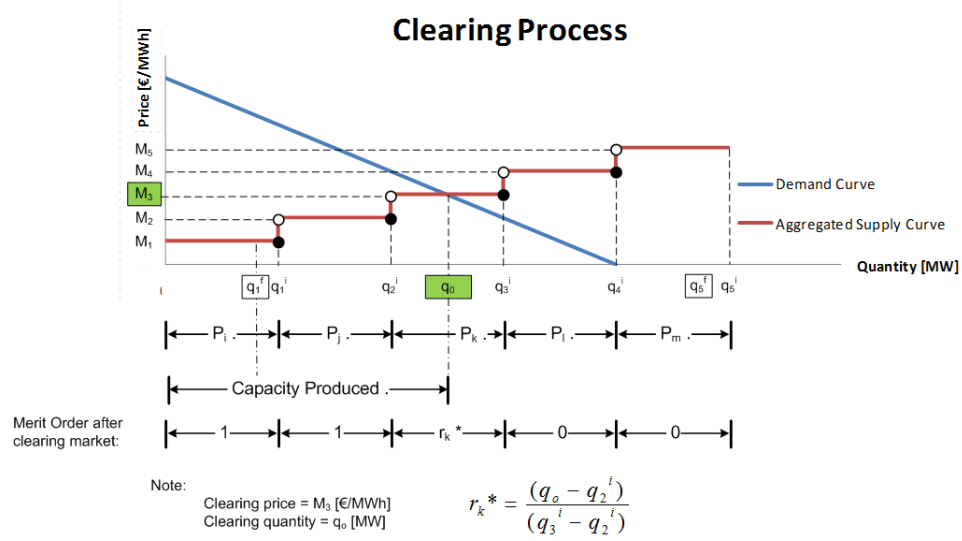 Clearing Process
Price [€/MWh]
M₅
M₄
M₃
M₂
M₁
Demand Curve
Aggregated Supply Curve
Quantity [MW]
q₁ᶠ q₁ⁱ q₂ⁱ q₀ q₃ⁱ q₄ⁱ q₅ᶠ q₅ⁱ
Pᵢ . Pⱼ . Pₖ . Pₗ . Pₘ .
Capacity Produced .
Merit Order after
clearing market:
1 1 rₖ * 0 0
Note:
Clearing price = M₃ [€/MWh]
Clearing quantity = qₒ [MW]
rₖ* = (qₒ − q₂ⁱ) / (q₃ⁱ − q₂ⁱ)